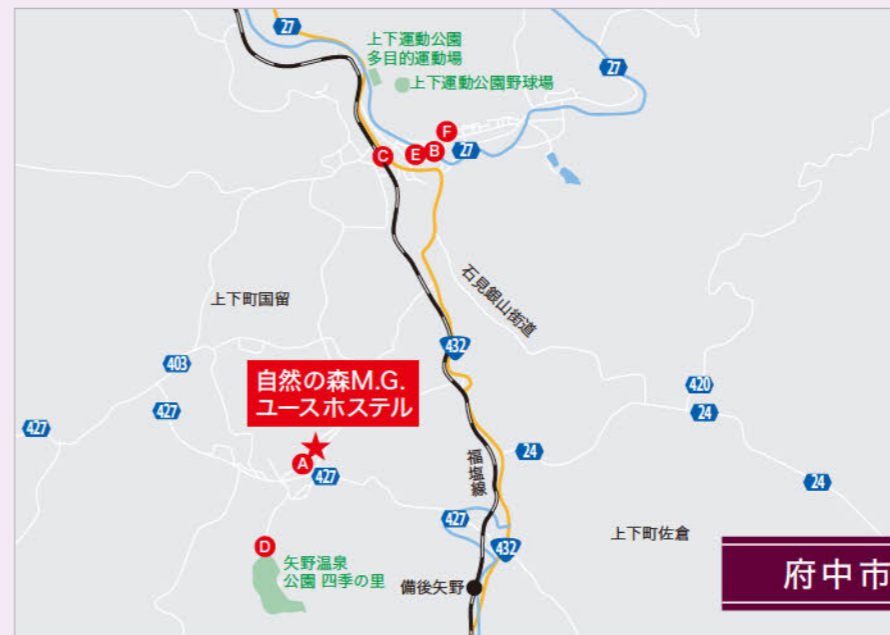 27
上下運動公園
多目的運動場
27
上下運動公園野球場
F
C
E
B
27
石見銀山街道
上下町国留
432
403
自然の森M.G.
ユースホステル
420
427
24
427
A
427
24
福塩線
24
427
上下町佐倉
432
D
矢野温泉
公園 四季の里
備後矢野
府中市